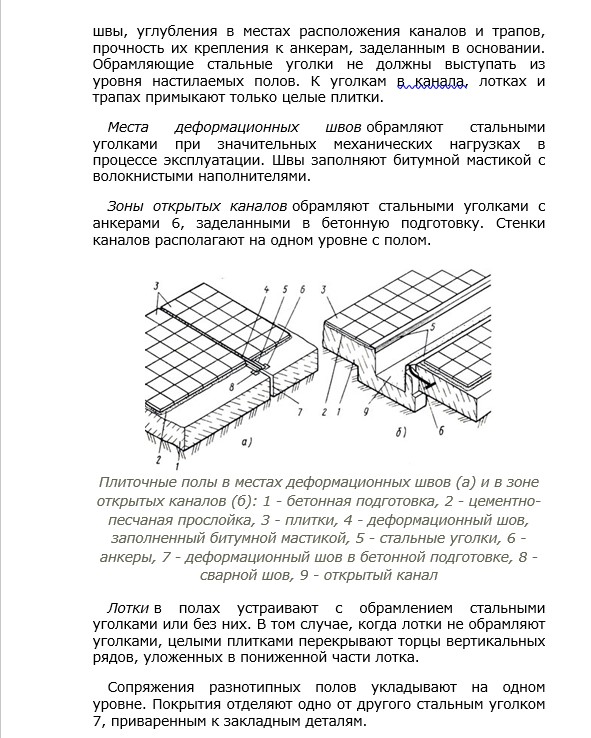 швы, углубления в местах расположения каналов и трапов,
прочность их крепления к анкерам, заделанным в основании.
Обрамляющие стальные уголки не должны выступать из
уровня настилаемых полов. К уголкам в канала, лотках и
трапах примыкают только целые плитки.
Места деформационных швов обрамляют стальными
уголками при значительных механических нагрузках в
процессе эксплуатации. Швы заполняют битумной мастикой с
волокнистыми наполнителями.
Зоны открытых каналов обрамляют стальными уголками с
анкерами 6, заделанными в бетонную подготовку. Стенки
каналов располагают на одном уровне с полом.
3 4 5 6
8
7
2 1
а)
3
5
2 1 9
6
б)
Плиточные полы в местах деформационных швов (а) и в зоне
открытых каналов (б): 1 - бетонная подготовка, 2 - цементно-
песчаная прослойка, 3 - плитки, 4 - деформационный шов,
заполненный битумной мастикой, 5 - стальные уголки, 6 -
анкеры, 7 - деформационный шов в бетонной подготовке, 8 -
сварной шов, 9 - открытый канал
Лотки в полах устраивают с обрамлением стальными
уголками или без них. В том случае, когда лотки не обрамляют
уголками, целыми плитками перекрывают торцы вертикальных
рядов, уложенных в пониженной части лотка.
Сопряжения разнотипных полов укладывают на одном
уровне. Покрытия отделяют одно от другого стальным уголком
7, приваренным к закладным деталям.